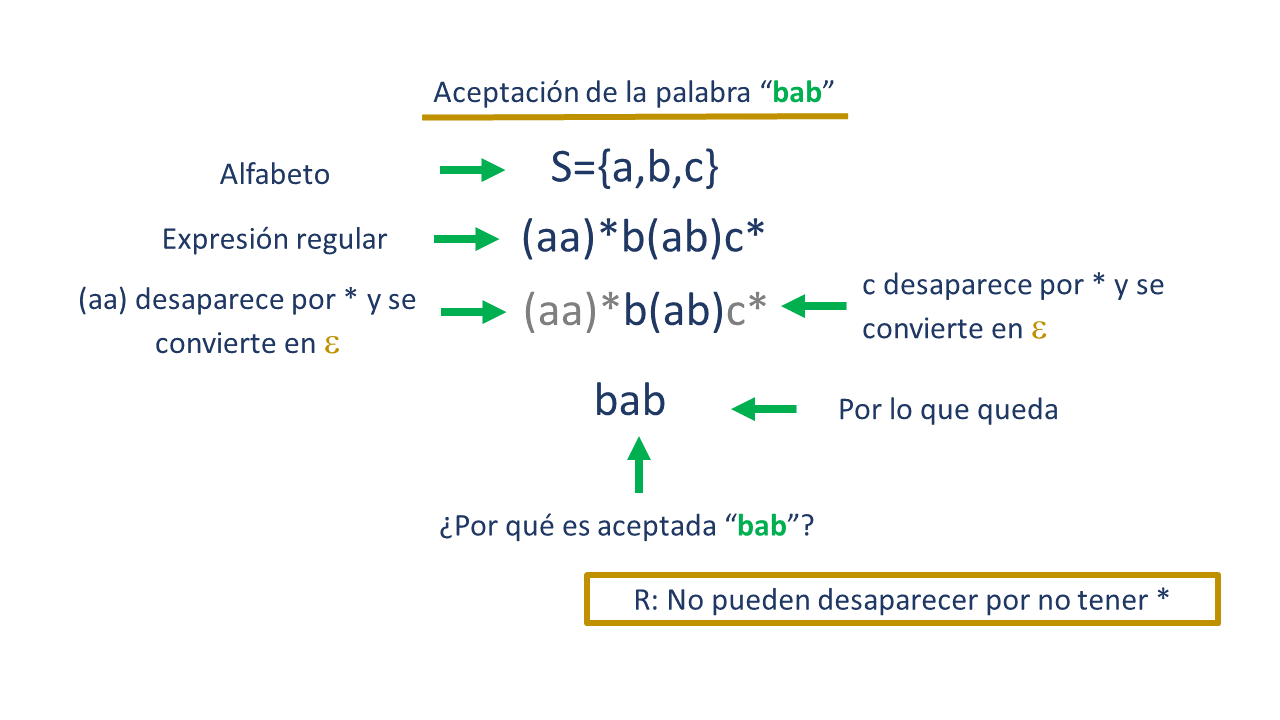 Aceptación de la palabra “bab”
Alfabeto
S={a,b,c}
Expresión regular
(aa)*b(ab)c*
(aa) desaparece por * y se
convierte en ε
(aa)*b(ab)c*
c desaparece por * y se
convierte en ε
bab
Por lo que queda
¿Por qué es aceptada “bab”?
R: No pueden desaparecer por no tener *